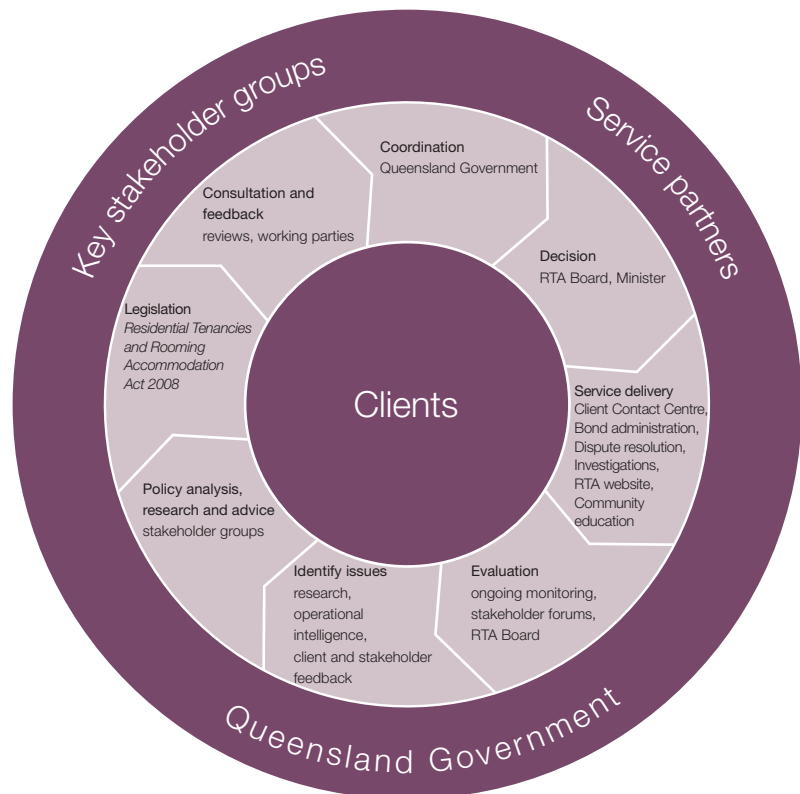 Key stakeholder groups
Service partners
Coordination
Queensland Government
Consultation and
feedback
reviews, working parties
Decision
RTA Board, Minister
Legislation
Residential Tenancies
and Rooming
Accommodation
Act 2008
Clients
Service delivery
Client Contact Centre,
Bond administration,
Dispute resolution,
Investigations,
RTA website,
Community
education
Policy analysis,
research and advice
stakeholder groups
Identify issues
research,
operational
intelligence,
client and stakeholder
feedback
Evaluation
ongoing monitoring,
stakeholder forums,
RTA Board
Queensland Government